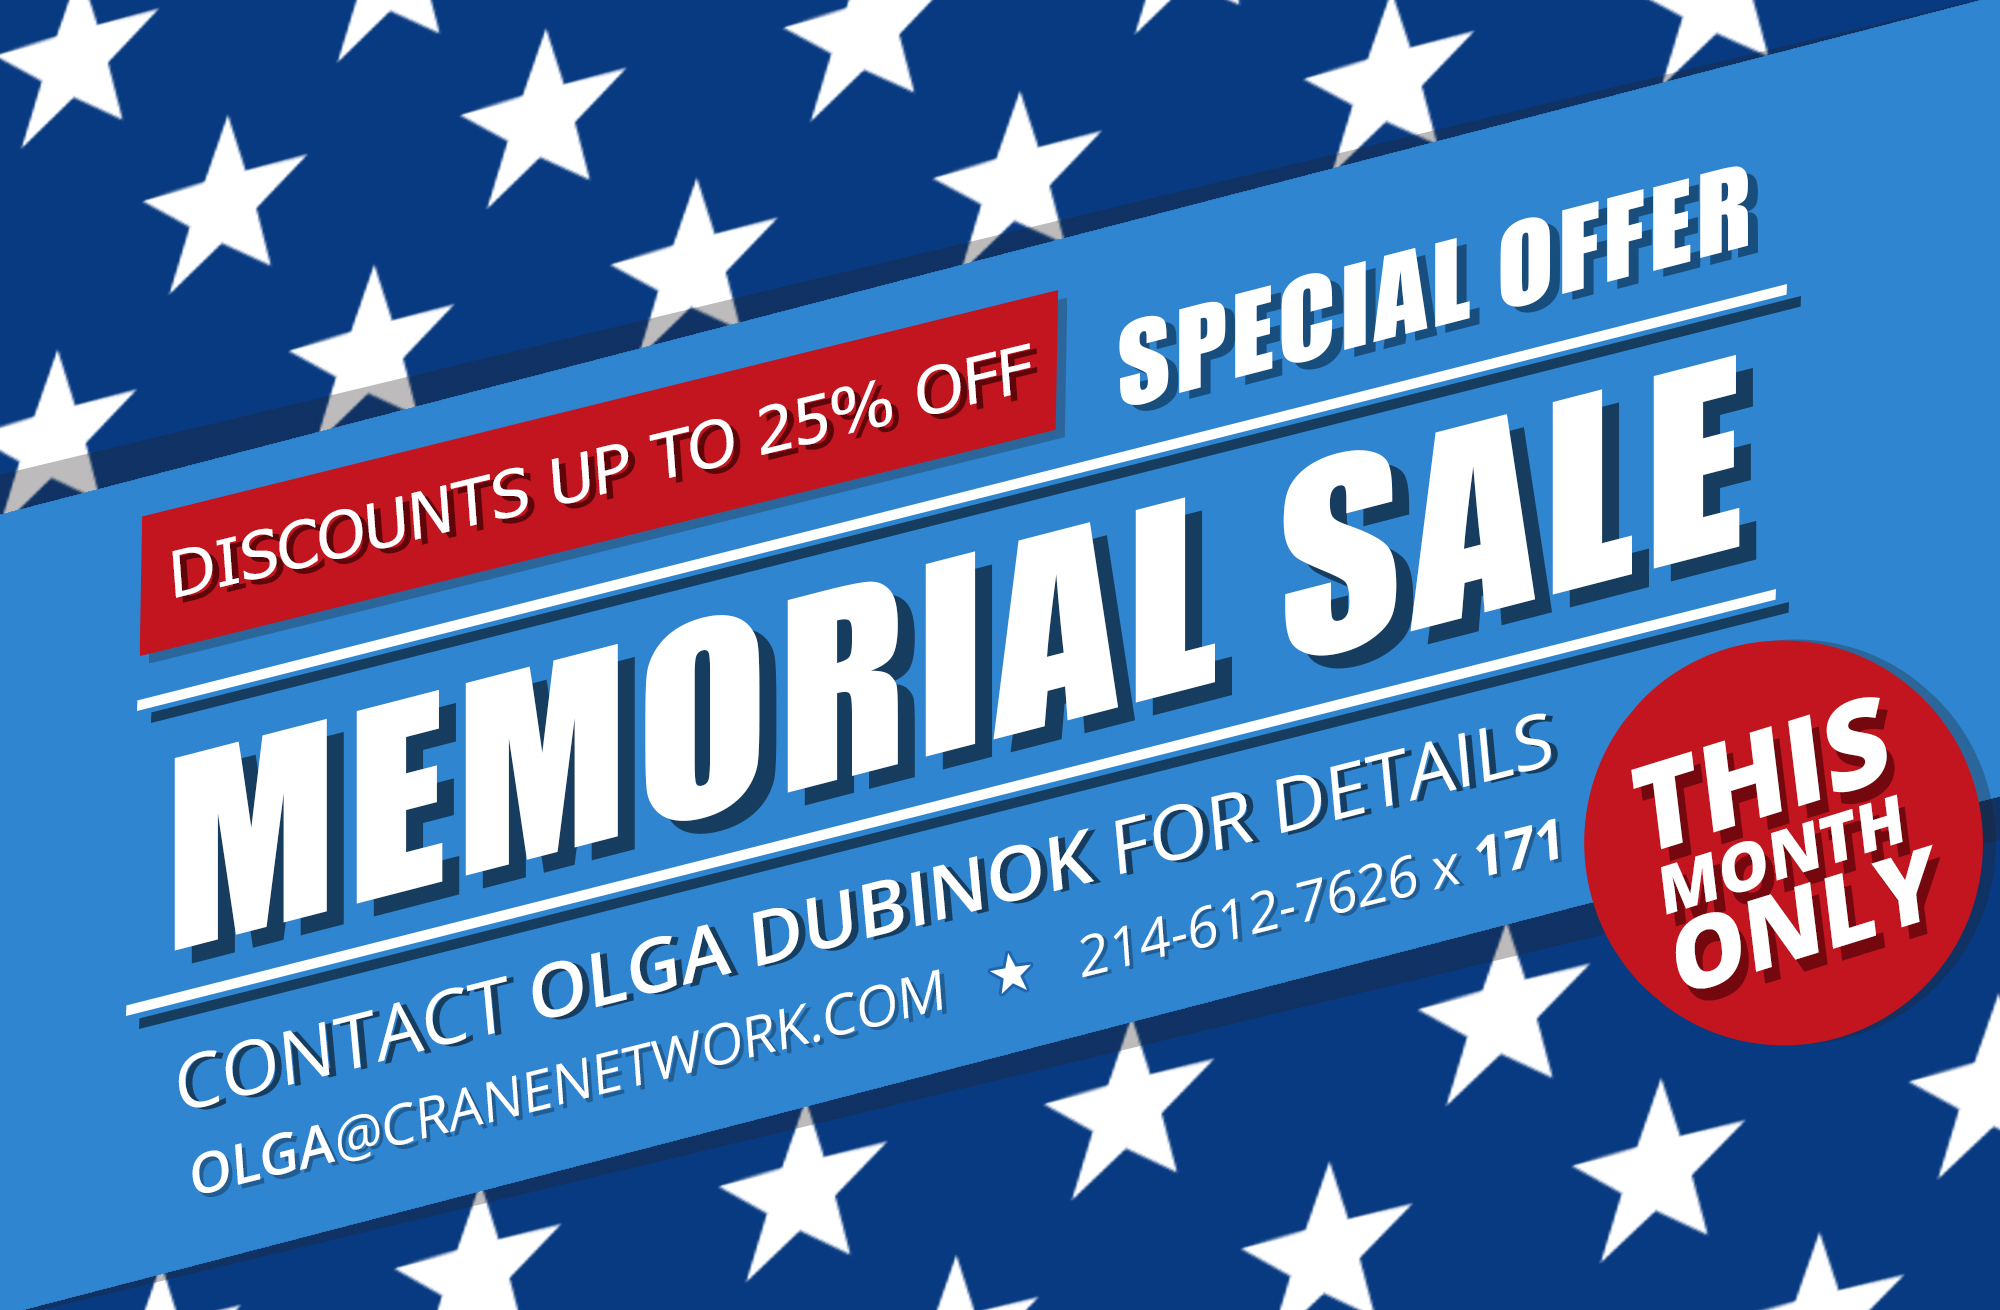 DISCOUNTS UP TO 25% OFF
SPECIAL OFFER
MEMORIAL SALE
CONTACT OLGA DUBINOK FOR DETAILS
OLGA@CRANENETWORK.COM ★ 214-612-7626 x 171
THIS
MONTH
ONLY